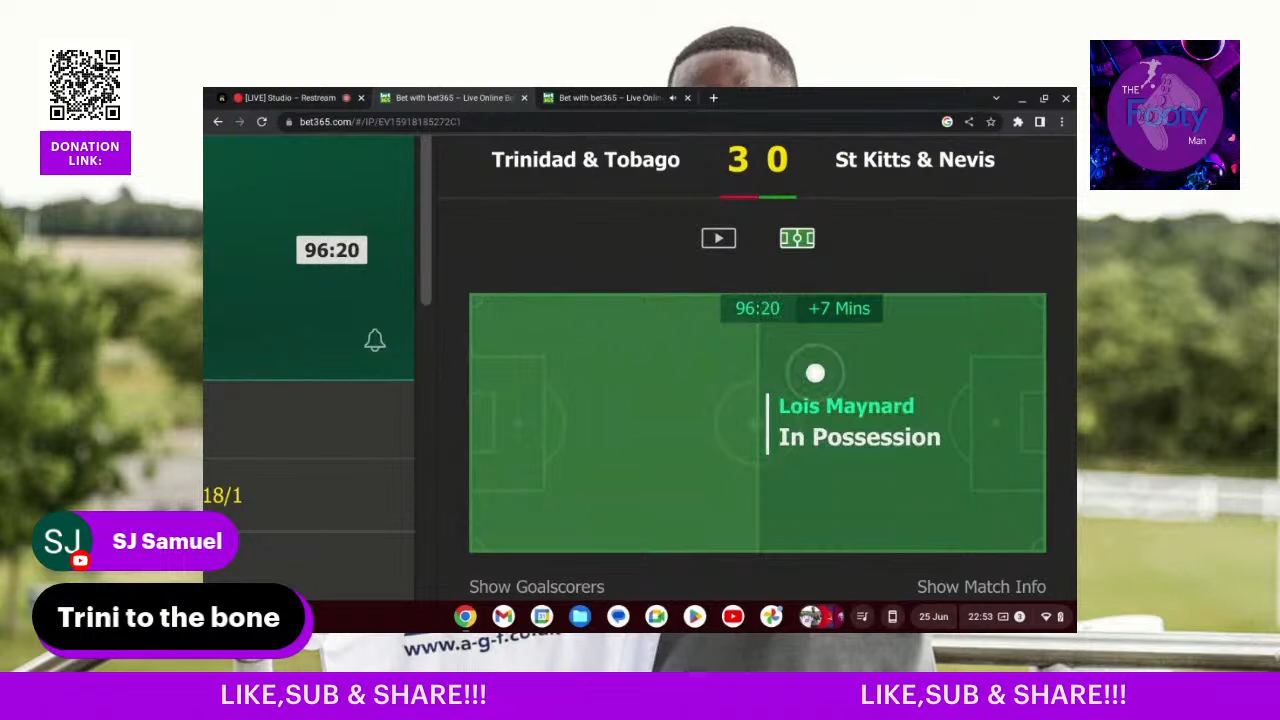 DONATION
LINK:
THE
Footy
Man
[LIVE] Studio – Restream
Bet with bet365 – Live Online Be
Bet with bet365 – Live Onlin
bet365.com/#/IP/EV15918185272C1
Trinidad & Tobago 3 0 St Kitts & Nevis
96:20
96:20 +7 Mins
Lois Maynard
In Possession
18/1
Show Goalscorers Show Match Info
SJ SJ Samuel
Trini to the bone
25 Jun 22:53 3
LIKE,SUB & SHARE!!! LIKE,SUB & SHARE!!!